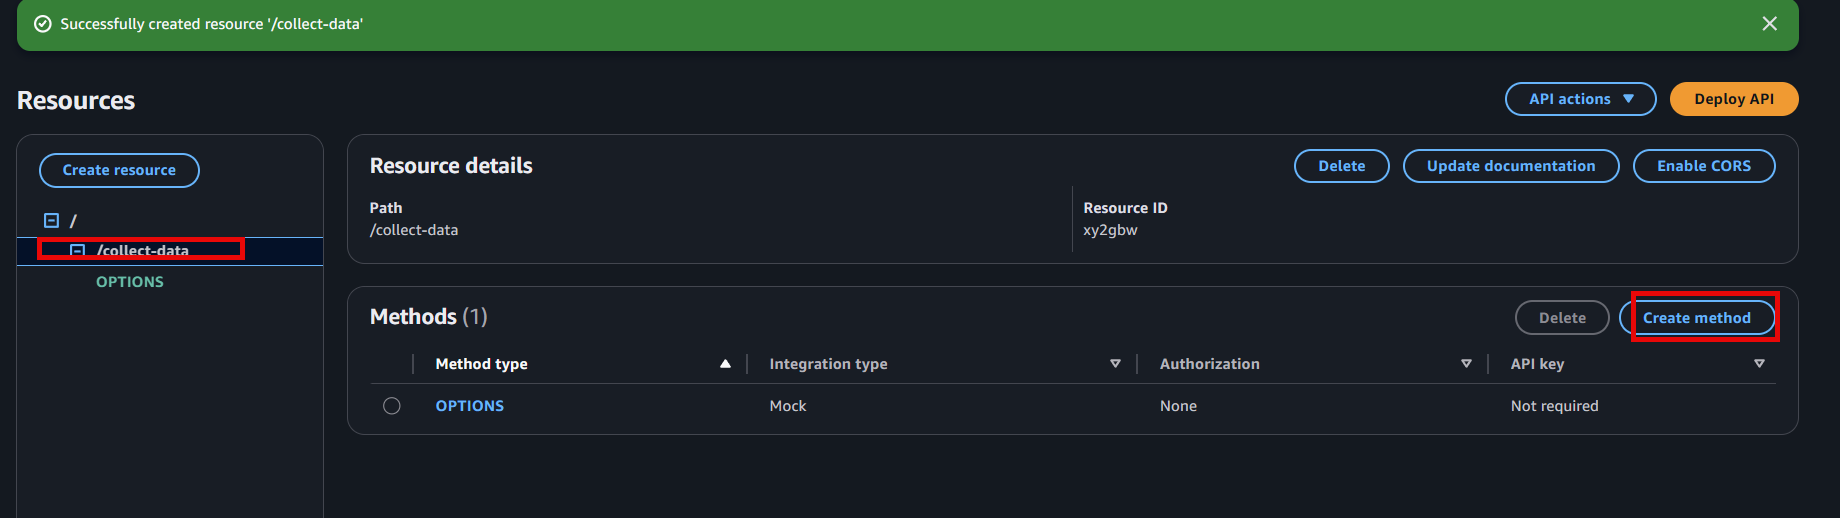 Successfully created resource '/collect-data'
Resources
API actions
Deploy API
Create resource
/
/collect-data
OPTIONS
Resource details
Delete
Update documentation
Enable CORS
Path
/collect-data
Resource ID
xy2gbw
Methods (1)
Delete
Create method
Method type
Integration type
Authorization
API key
OPTIONS
Mock
None
Not required